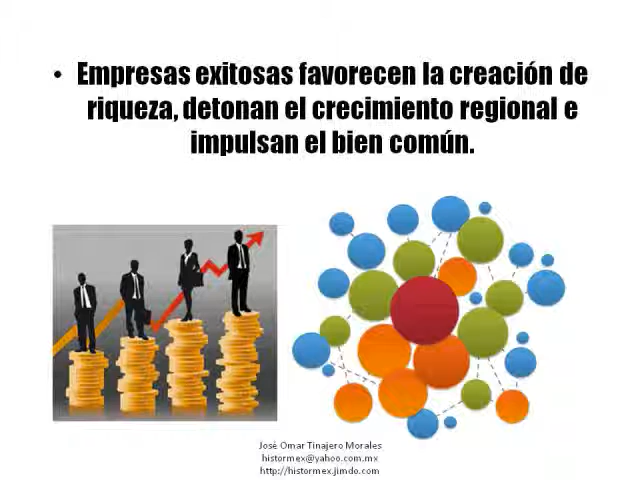 • Empresas exitosas favorecen la creación de
riqueza, detonan el crecimiento regional e
impulsan el bien común.
José Omar Tinajero Morales
histormex@yahoo.com.mx
http://histormex.jimdo.com